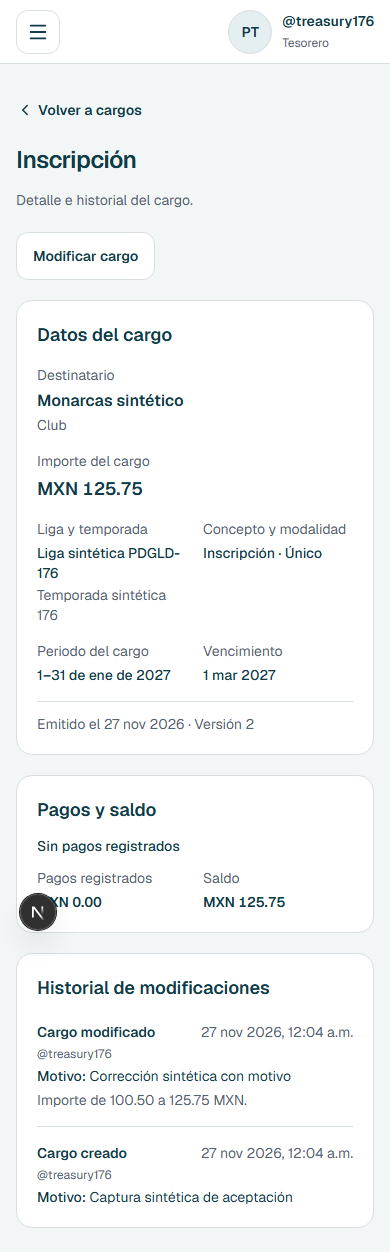 PT
@treasury176
Tesorero
Volver a cargos
Inscripción
Detalle e historial del cargo.
Modificar cargo
Datos del cargo
Destinatario
Monarcas sintético
Club
Importe del cargo
MXN 125.75
Liga y temporada
Liga sintética PDGLD-
176
Temporada sintética
176
Concepto y modalidad
Inscripción · Único
Periodo del cargo
1–31 de ene de 2027
Vencimiento
1 mar 2027
Emitido el 27 nov 2026 · Versión 2
Pagos y saldo
Sin pagos registrados
Pagos registrados
N
XN 0.00
Saldo
MXN 125.75
Historial de modificaciones
Cargo modificado 27 nov 2026, 12:04 a.m.
@treasury176
Motivo: Corrección sintética con motivo
Importe de 100.50 a 125.75 MXN.
Cargo creado 27 nov 2026, 12:04 a.m.
@treasury176
Motivo: Captura sintética de aceptación